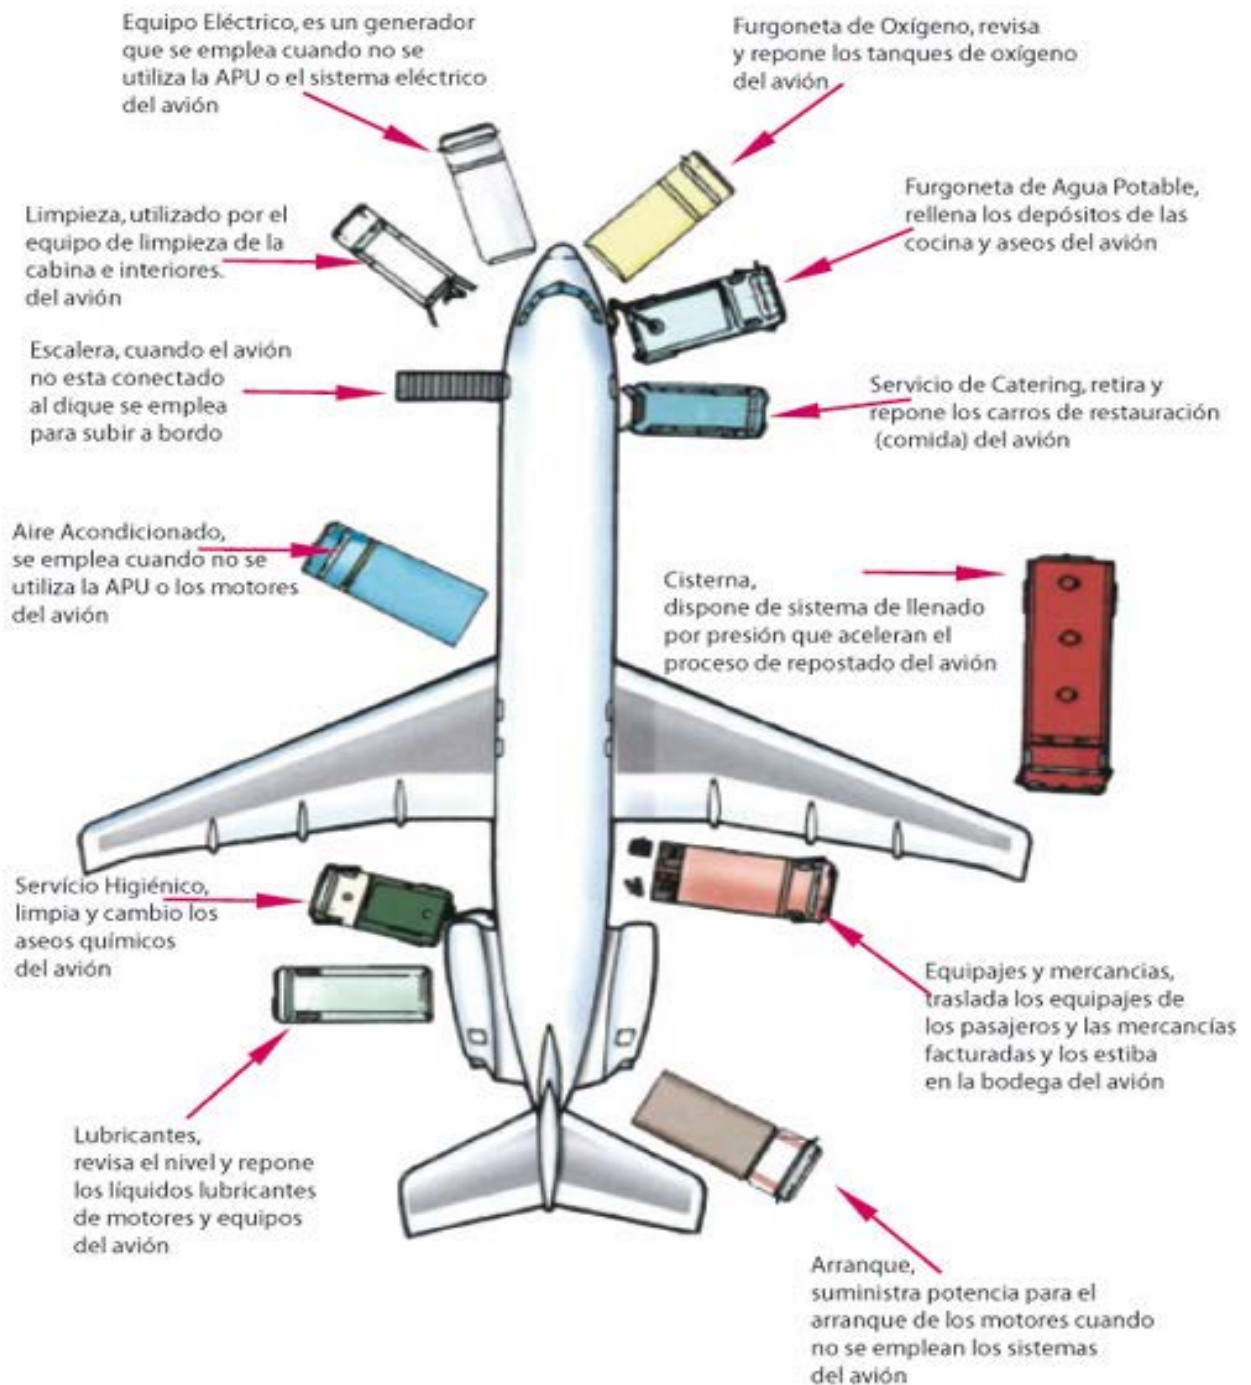 Equipo Eléctrico, es un generador
que se emplea cuando no se
utiliza la APU o el sistema eléctrico
del avión
Furgoneta de Oxígeno, revisa
y repone los tanques de oxígeno
del avión
Limpieza, utilizado por el
equipo de limpieza de la
cabina e interiores.
del avión
Furgoneta de Agua Potable,
rellena los depósitos de las
cocina y aseos del avión
Escalera, cuando el avión
no esta conectado
al dique se emplea
para subir a bordo
Servicio de Catering, retira y
repone los carros de restauración
(comida) del avión
Aire Acondicionado,
se emplea cuando no se
utiliza la APU o los motores
del avión
Cisterna,
dispone de sistema de llenado
por presión que aceleran el
proceso de repostado del avión
Servício Higiénico,
limpia y cambio los
aseos químicos
del avión
Equipajes y mercancias,
traslada los equipajes de
los pasajeros y las mercancías
facturadas y los estiba
en la bodega del avión
Lubricantes,
revisa el nivel y repone
los líquidos lubricantes
de motores y equipos
del avión
Arranque,
suministra potencia para el
arranque de los motores cuando
no se emplean los sistemas
del avión